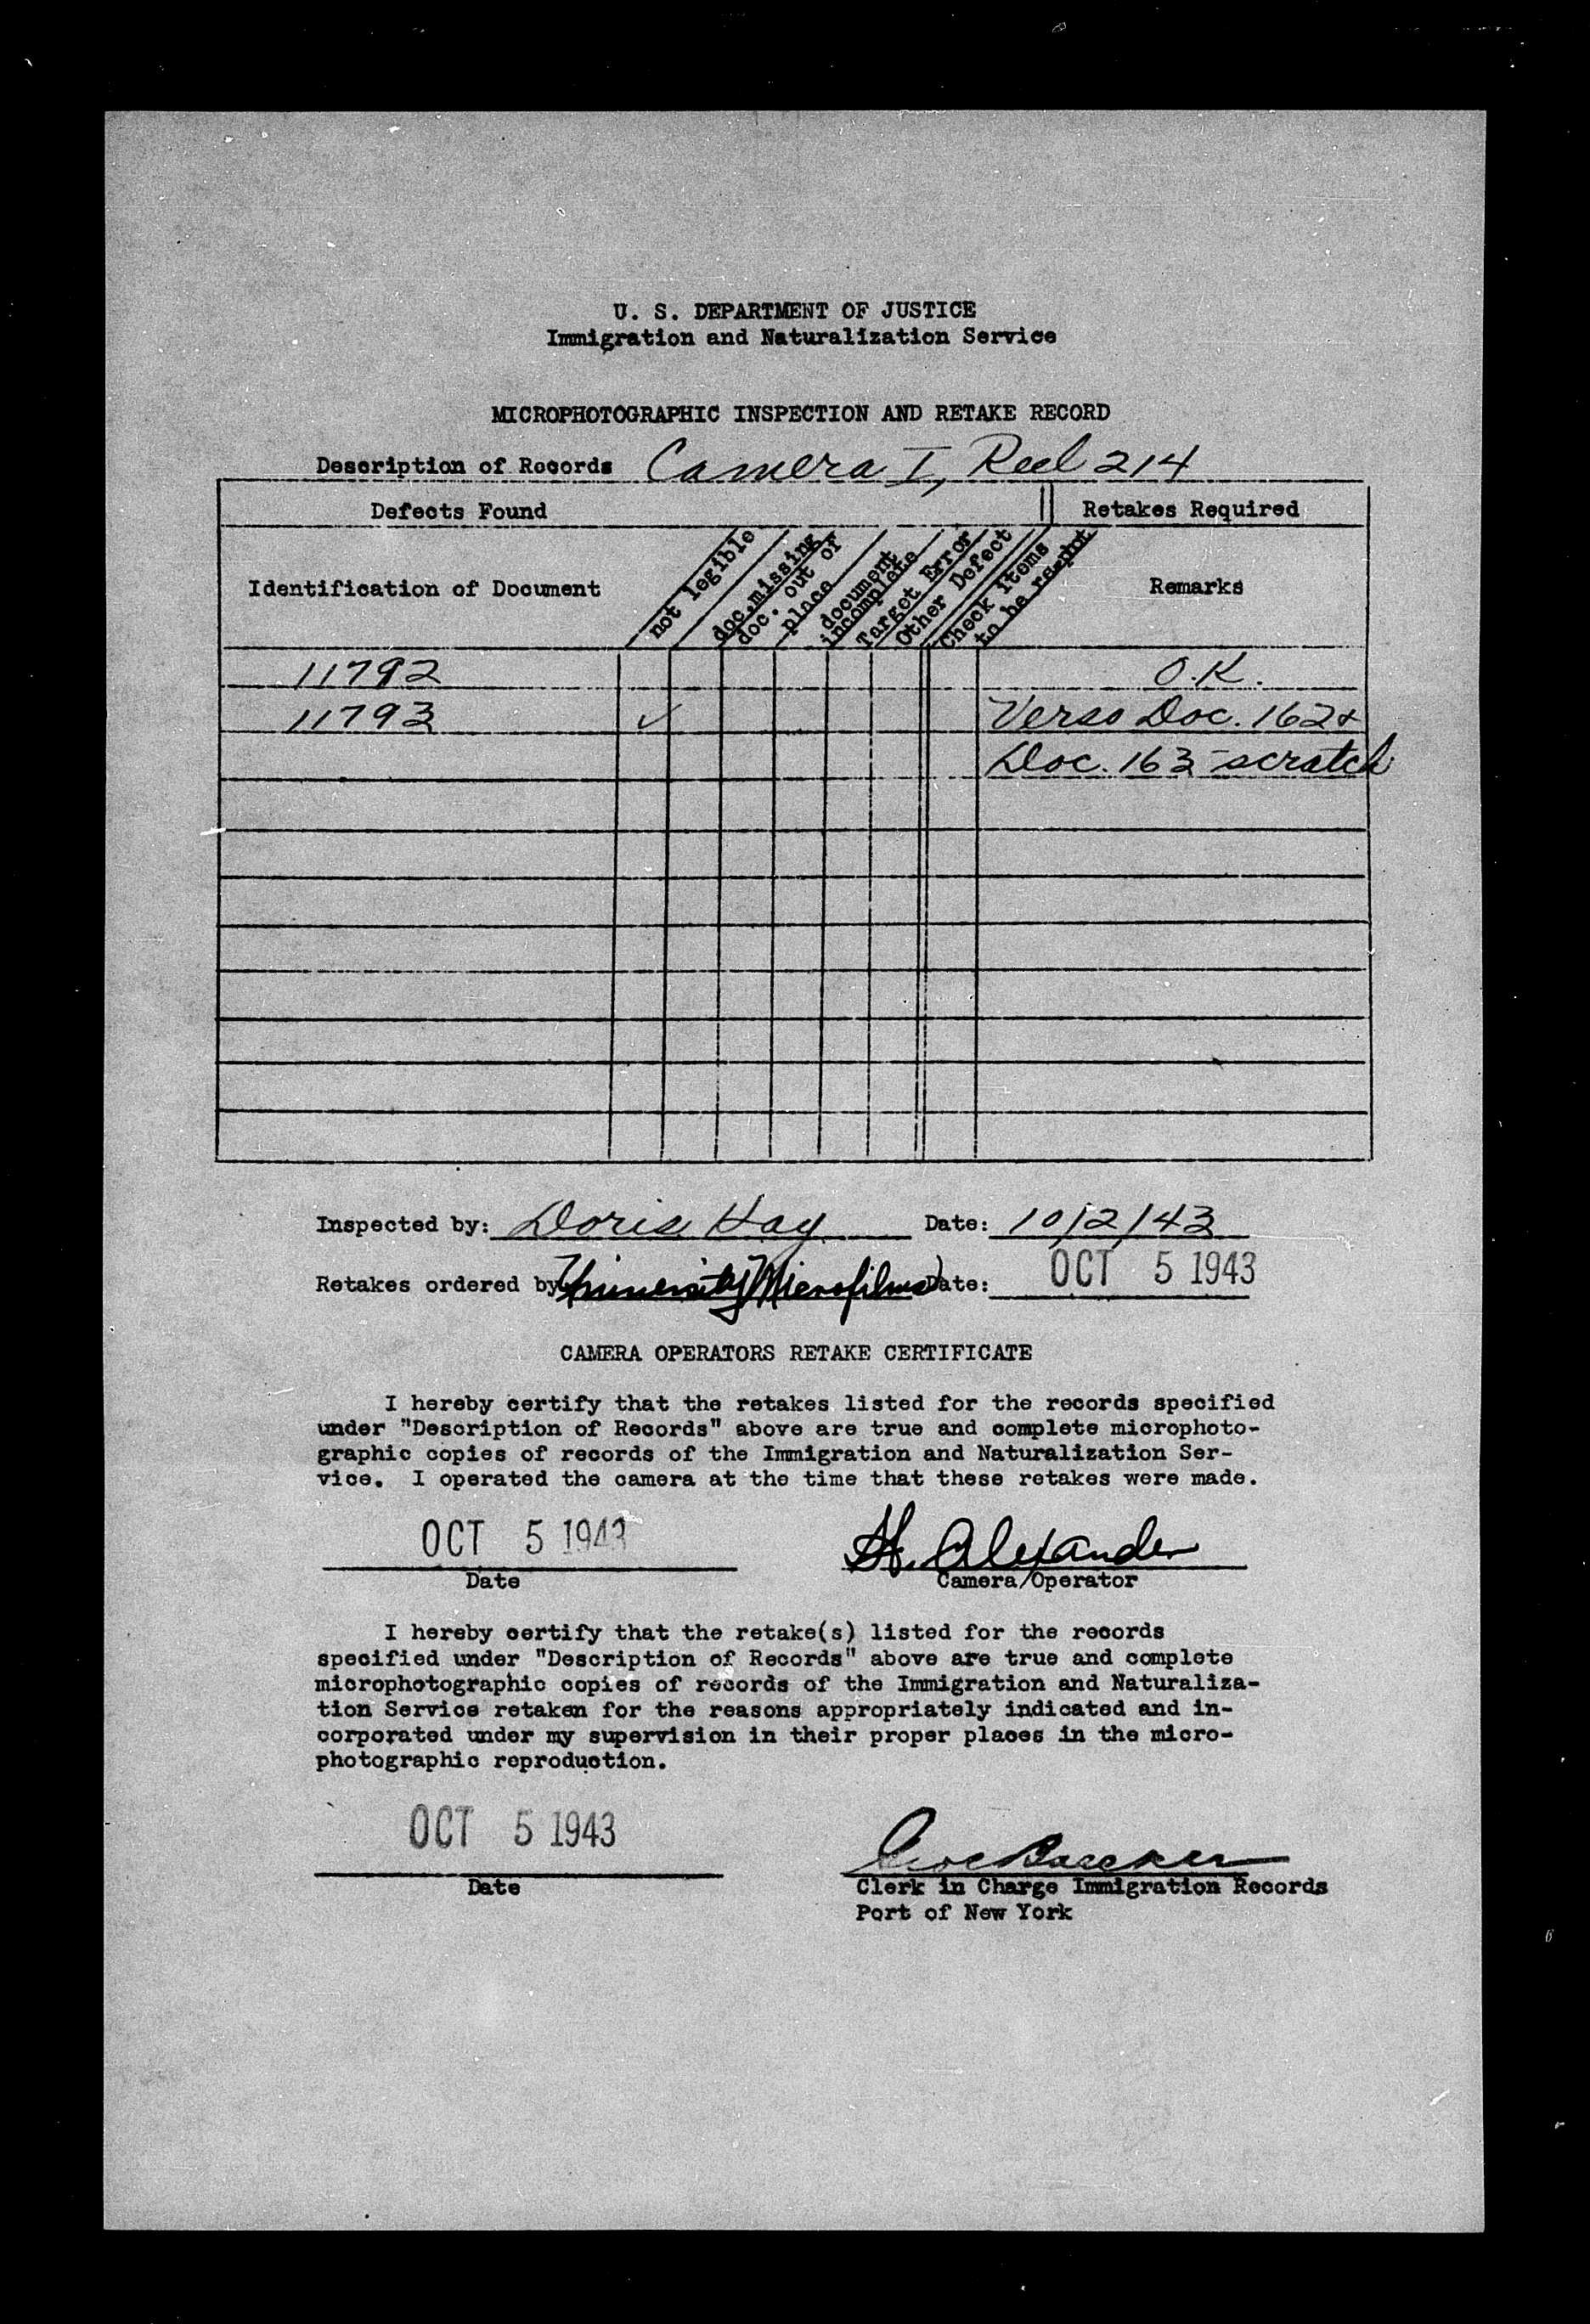 U. S. DEPARTMENT OF JUSTICE
Immigration and Naturalization Service
MICROPHOTOGRAPHIC INSPECTION AND RETAKE RECORD
Description of Records Camera I, Reel 214
Defects Found Retakes Required
Identification of Document
not legible
doc. missing
doc. out of
place
document
incomplete
Target Error
Other Defect
Check items
to be re-phot
Remarks
11792 O.K.
11793 ✓ Verso Doc. 162 &
Doc. 163 - scratch
Inspected by: Doris Hay Date: 10/2/43
Retakes ordered by University Microfilms Date: OCT 5 1943
CAMERA OPERATORS RETAKE CERTIFICATE
I hereby certify that the retakes listed for the records specified
under "Description of Records" above are true and complete microphoto-
graphic copies of records of the Immigration and Naturalization Ser-
vice. I operated the camera at the time that these retakes were made.
OCT 5 1943 H. Alexander
Date Camera Operator
I hereby certify that the retake(s) listed for the records
specified under "Description of Records" above are true and complete
microphotographic copies of records of the Immigration and Naturaliza-
tion Service retaken for the reasons appropriately indicated and in-
corporated under my supervision in their proper places in the micro-
photographic reproduction.
OCT 5 1943
Date Clerk in Charge Immigration Records
Port of New York